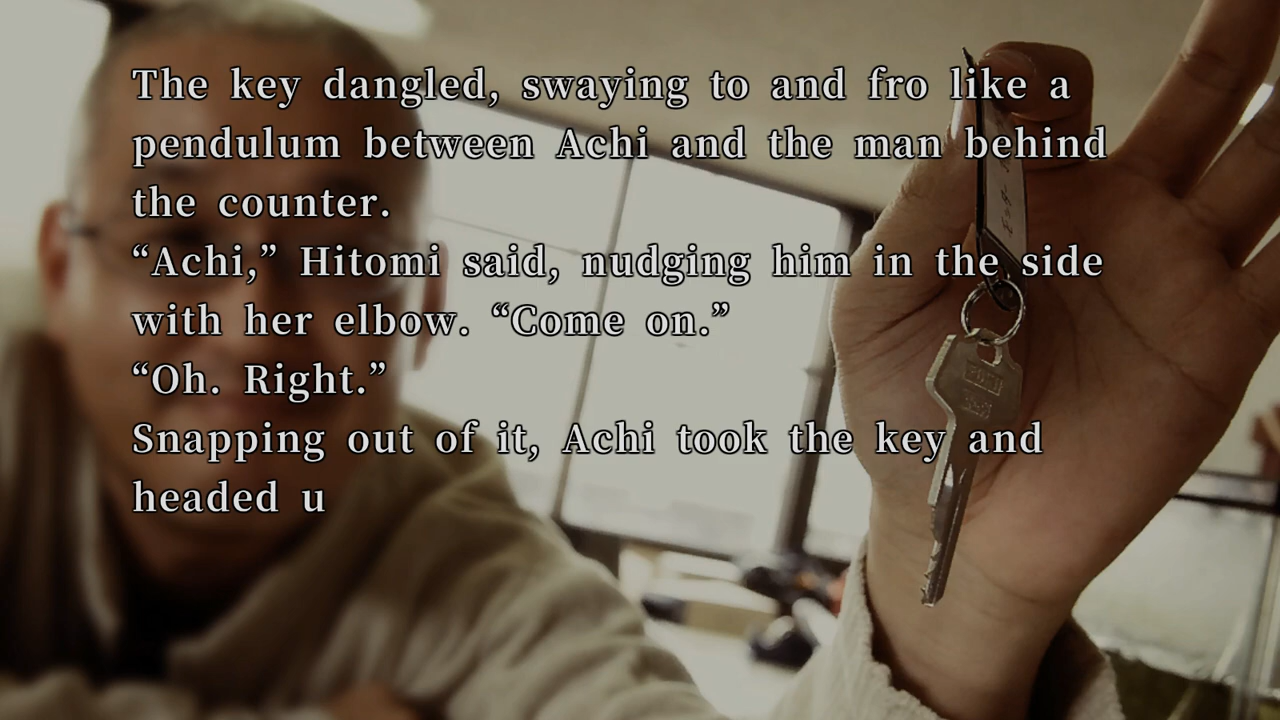 The key dangled, swaying to and fro like a
pendulum between Achi and the man behind
the counter.
“Achi,” Hitomi said, nudging him in the side
with her elbow. “Come on.”
“Oh. Right.”
Snapping out of it, Achi took the key and
headed u